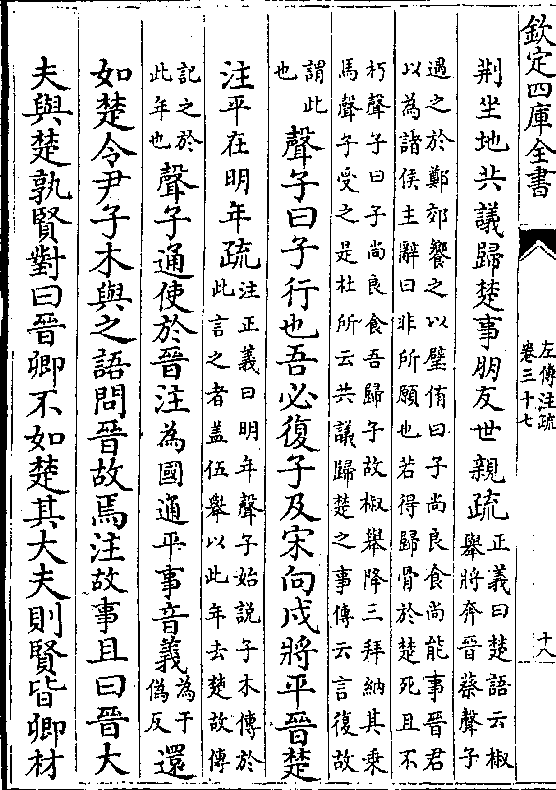 欽定四庫全書
左傳注疏
卷三十七
十八
荆坐地共議歸楚事朋友世親疏
正義曰楚語云椒
舉將奔晉蔡聲子
遇之於鄭郊饗之以璧侑曰子尚良食尚能事晉君
以為諸侯主辭曰非所願也若得歸骨於楚死且不
朽聲子曰子尚良食吾歸子故椒舉降三拜納其乘
馬聲子受之是杜所云共議歸楚之事傳云言復故
謂此
也
聲子曰子行也吾必復子及宋向戍將平晉楚
注平在明年疏
注正義曰明年聲子始説子木傳於
此言之者盖伍舉以此年去楚故傳
記之於
此年也
聲子通使於晉注為國通平事音義
為于
偽反
還
如楚令尹子木與之語問晉故焉注故事且曰晉大
夫與楚孰賢對曰晉卿不如楚其大夫則賢皆卿材